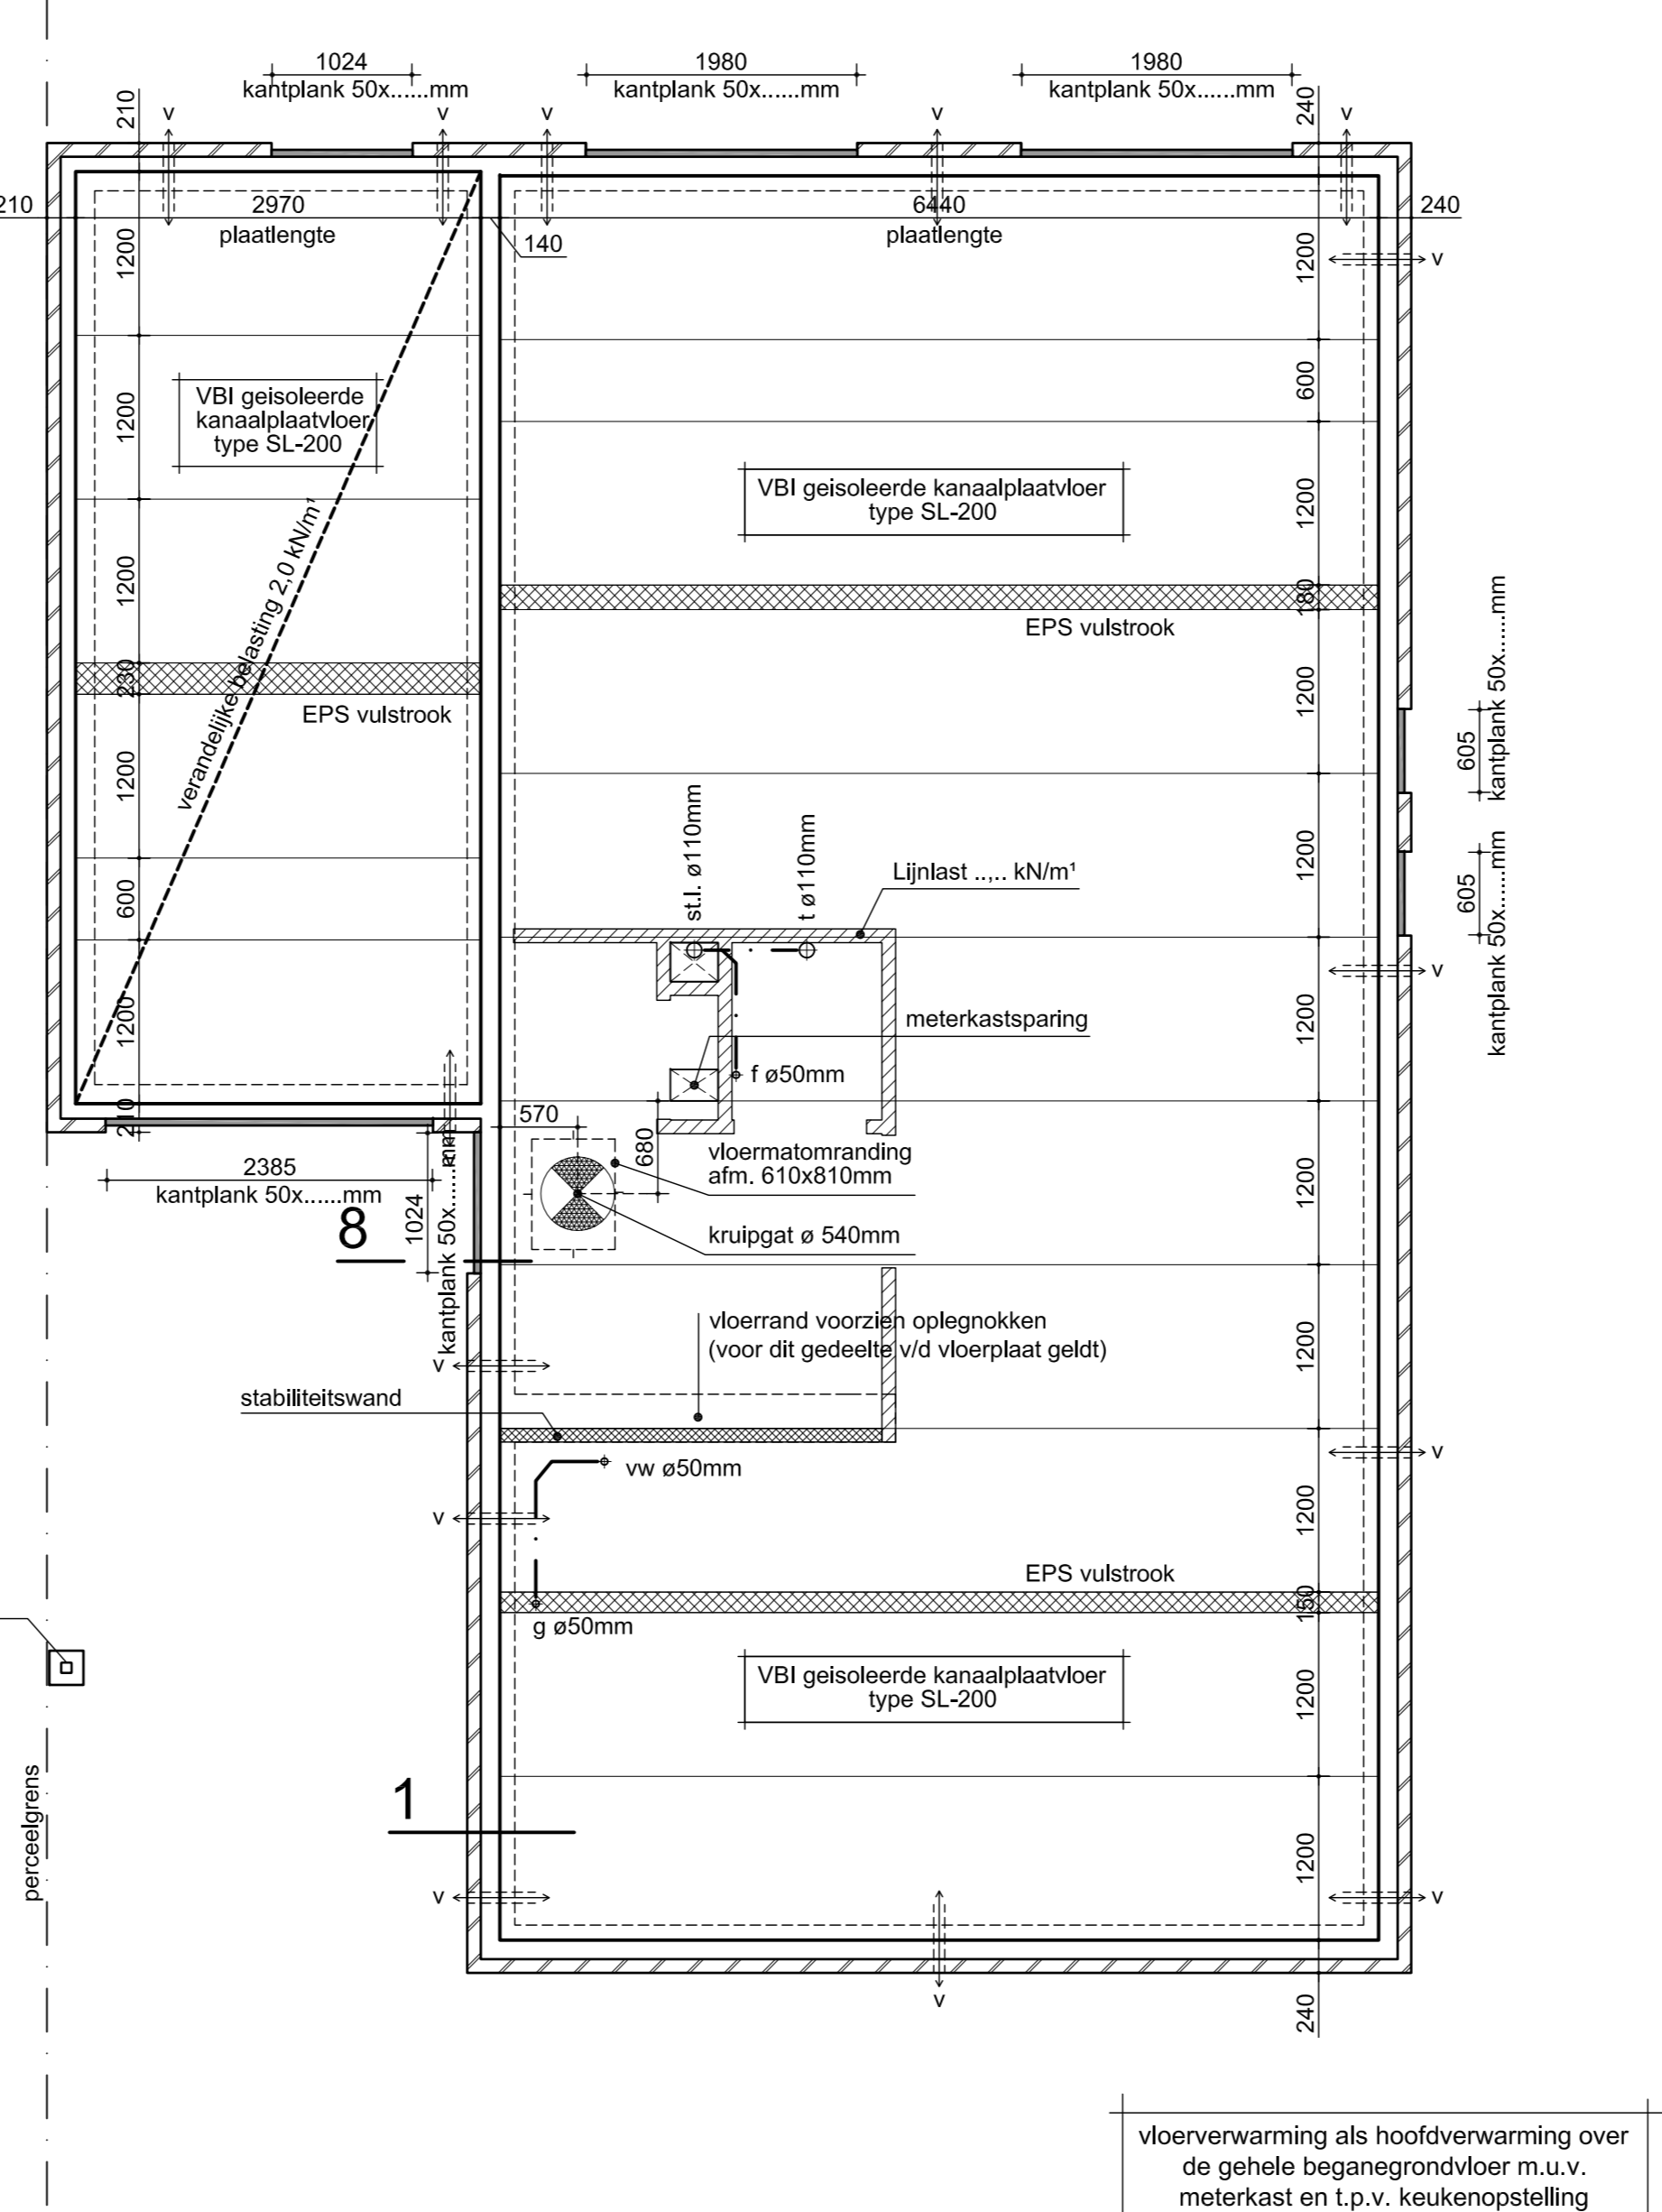 1024
kantplank 50x......mm
1980
kantplank 50x......mm
1980
kantplank 50x......mm
210
240
v
v
v
v
v
210
2970
plaatlengte
140
6440
plaatlengte
240
v
1200
1200
1200
230
1200
600
1200
210
1200
600
1200
180
1200
1200
1200
1200
1200
1200
150
1200
1200
240
VBI geisoleerde
kanaalplaatvloer
type SL-200
VBI geisoleerde kanaalplaatvloer
type SL-200
verandelijke belasting 2,0 kN/m¹
EPS vulstrook
EPS vulstrook
605
kantplank 50x......mm
605
kantplank 50x......mm
st.l. ø110mm
t ø110mm
Lijnlast ..,.. kN/m¹
v
meterkastsparing
f ø50mm
570
680
vloermatomranding
afm. 610x810mm
kruipgat ø 540mm
2385
kantplank 50x......mm
1024
kantplank 50x......mm
8
vloerrand voorzien oplegnokken
(voor dit gedeelte v/d vloerplaat geldt)
v
stabiliteitswand
v
vw ø50mm
v
EPS vulstrook
g ø50mm
VBI geisoleerde kanaalplaatvloer
type SL-200
perceelgrens
1
v
v
v
vloerverwarming als hoofdverwarming over
de gehele beganegrondvloer m.u.v.
meterkast en t.p.v. keukenopstelling